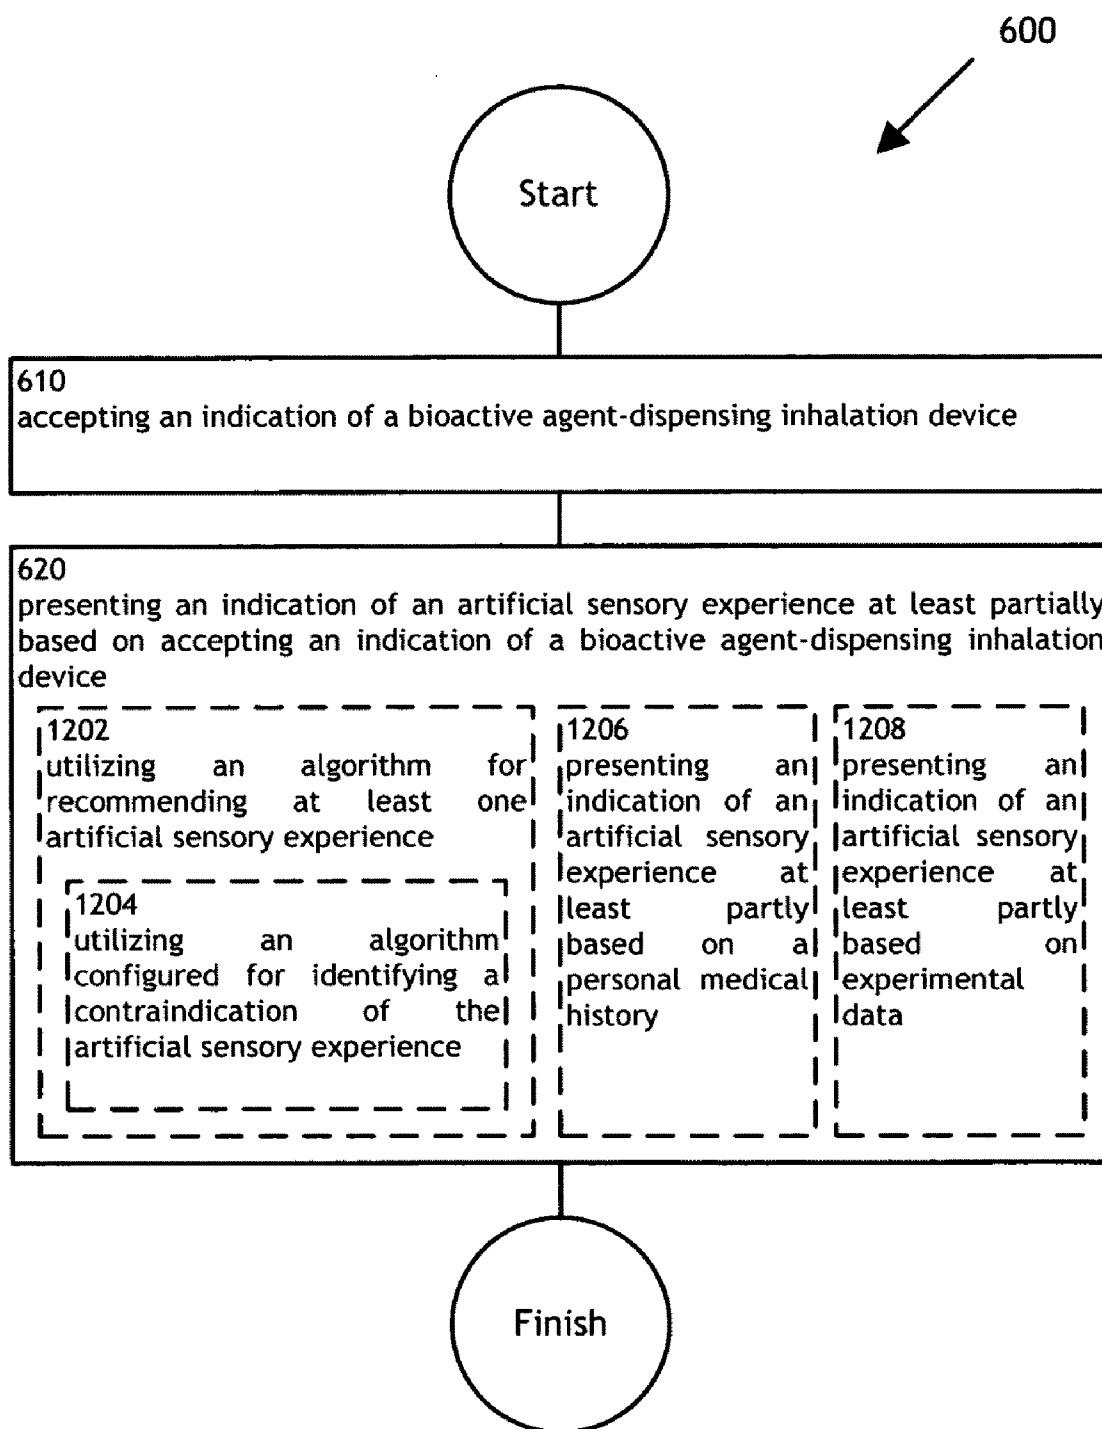 600
Start
610
accepting an indication of a bioactive agent-dispensing inhalation device
620
presenting an indication of an artificial sensory experience at least partially
based on accepting an indication of a bioactive agent-dispensing inhalation
device
1202
utilizing an algorithm for
recommending at least one
artificial sensory experience
1204
utilizing an algorithm
configured for identifying a
contraindication of the
artificial sensory experience
1206
presenting an
indication of an
artificial sensory
experience at
least partly
based on a
personal medical
history
1208
presenting an
indication of an
artificial sensory
experience at
least partly
based on
experimental
data
Finish